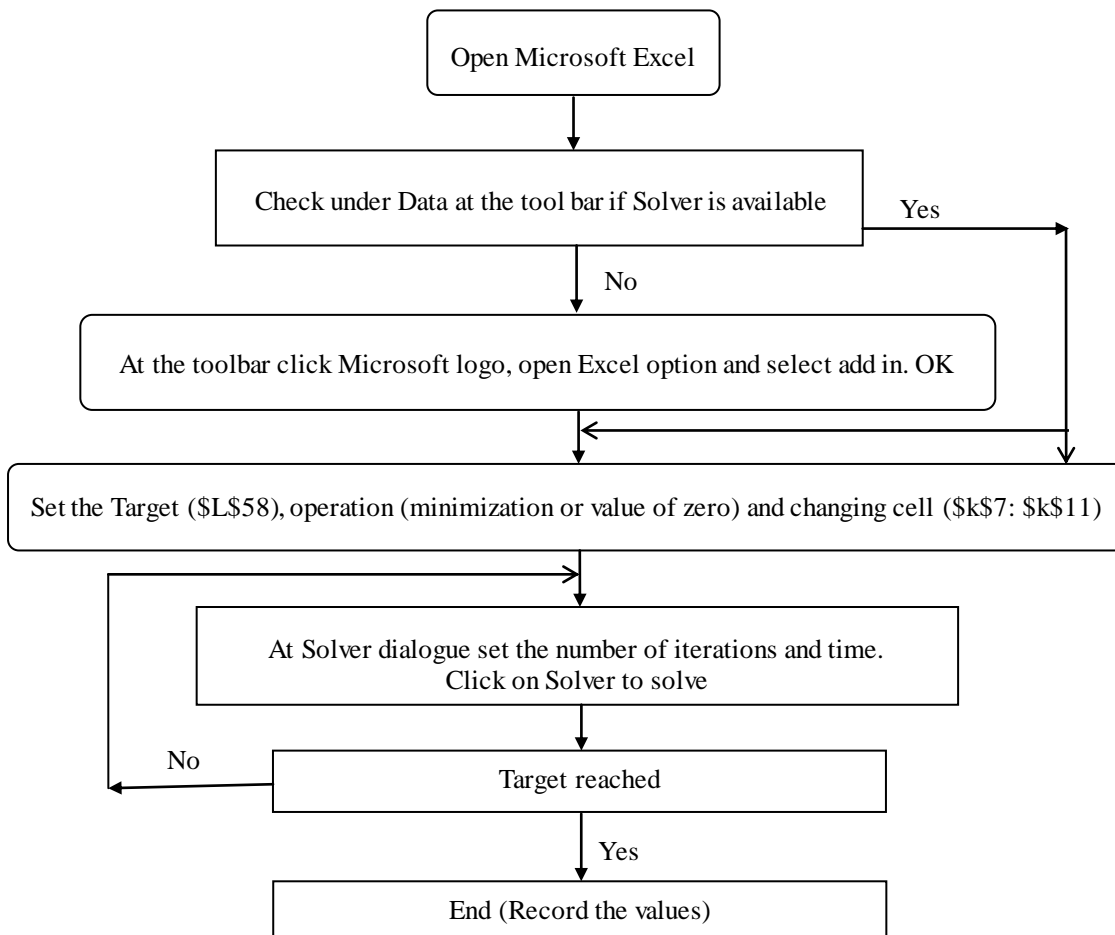 Open Microsoft Excel
Check under Data at the tool bar if Solver is available
Yes
No
At the toolbar click Microsoft logo, open Excel option and select add in. OK
Set the Target ($L$58), operation (minimization or value of zero) and changing cell ($k$7: $k$11)
At Solver dialogue set the number of iterations and time.
Click on Solver to solve
No
Target reached
Yes
End (Record the values)